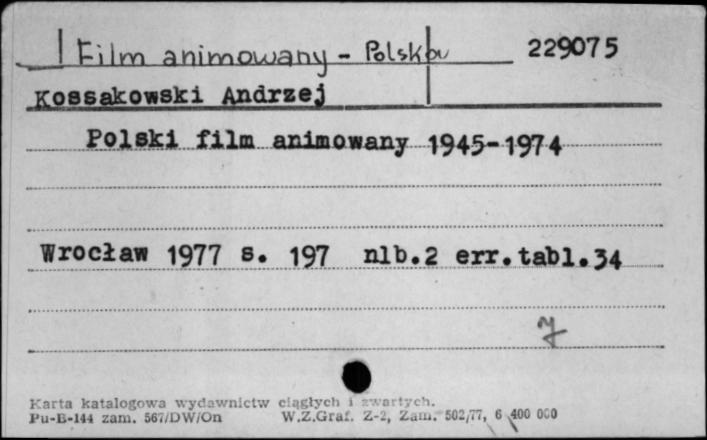 Film animowany - Polska 229075
Kossakowski Andrzej
Polski film animowany 1945-1974
Wrocław 1977 s. 197 nlb.2 err.tabl.34
Karta katalogowa wydawnictw ciągłych i zwartych.
Pu-B-144 zam. 567/DW/On W.Z.Graf. Z-2, Zam. 502/77, 6 400 000